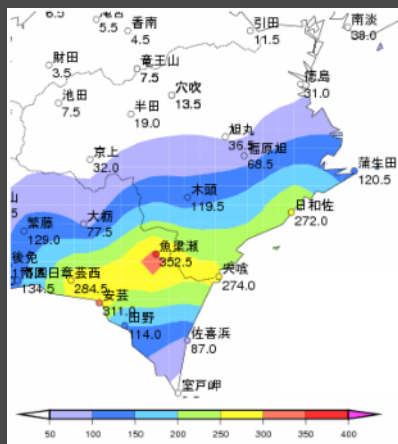 6.5
滝宮
5.5
香南
4.5
引田
11.5
南淡
38.0
財田
3.5
竜王山
7.5
徳島
31.0
池田
7.5
穴吹
13.5
半田
19.0
旭丸
36.5
福原旭
68.5
京上
32.0
蒲生田
120.5
木頭
119.5
日和佐
272.0
大栃
77.5
繁藤
129.0
魚梁瀬
352.5
後免
134.5
芸西
284.5
宍喰
274.0
安芸
311.0
田野
114.0
佐喜浜
87.0
室戸岬
50 100 150 200 250 300 350 400